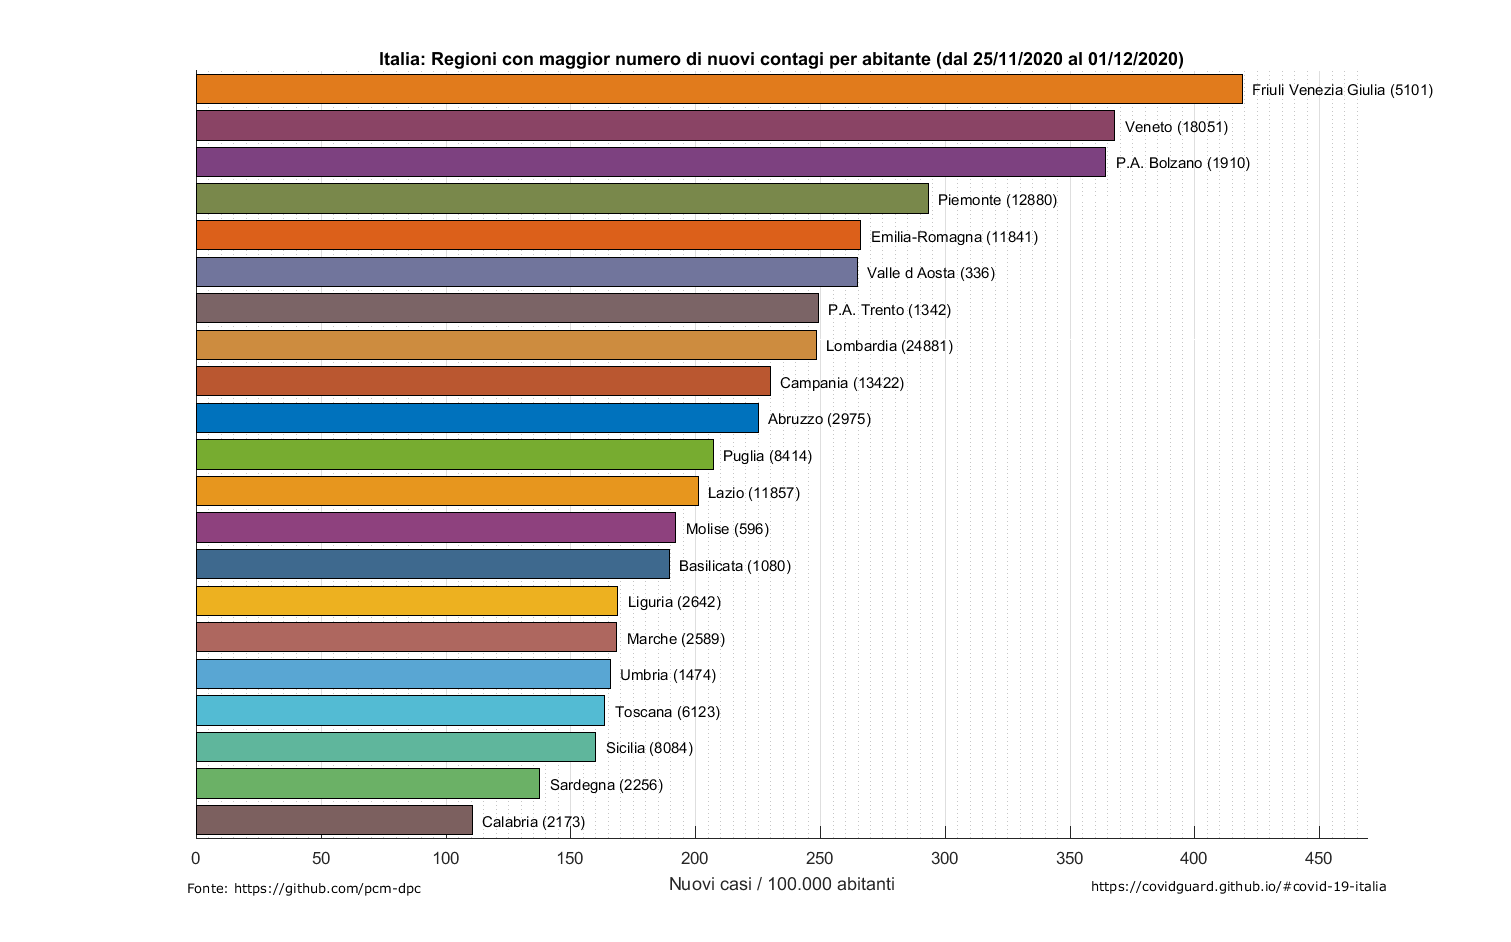 Italia: Regioni con maggior numero di nuovi contagi per abitante (dal 25/11/2020 al 01/12/2020)
Friuli Venezia Giulia (5101)
Veneto (18051)
P.A. Bolzano (1910)
Piemonte (12880)
Emilia-Romagna (11841)
Valle d Aosta (336)
P.A. Trento (1342)
Lombardia (24881)
Campania (13422)
Abruzzo (2975)
Puglia (8414)
Lazio (11857)
Molise (596)
Basilicata (1080)
Liguria (2642)
Marche (2589)
Umbria (1474)
Toscana (6123)
Sicilia (8084)
Sardegna (2256)
Calabria (2173)
0 50 100 150 200 250 300 350 400 450
Nuovi casi / 100.000 abitanti
Fonte: https://github.com/pcm-dpc
https://covidguard.github.io/#covid-19-italia